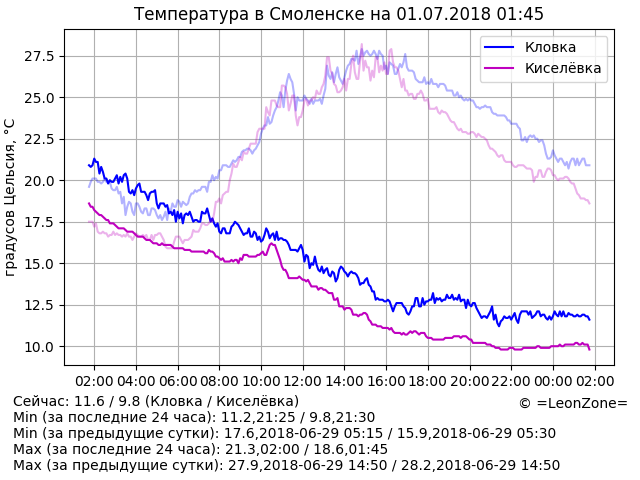 Температура в Смоленске на 01.07.2018 01:45
градусов Цельсия, °C
27.5
25.0
22.5
20.0
17.5
15.0
12.5
10.0
Кловка
Киселёвка
02:00 04:00 06:00 08:00 10:00 12:00 14:00 16:00 18:00 20:00 22:00 00:00 02:00
Сейчас: 11.6 / 9.8 (Кловка / Киселёвка)
© =LeonZone=
Min (за последние 24 часа): 11.2,21:25 / 9.8,21:30
Min (за предыдущие сутки): 17.6,2018-06-29 05:15 / 15.9,2018-06-29 05:30
Max (за последние 24 часа): 21.3,02:00 / 18.6,01:45
Max (за предыдущие сутки): 27.9,2018-06-29 14:50 / 28.2,2018-06-29 14:50